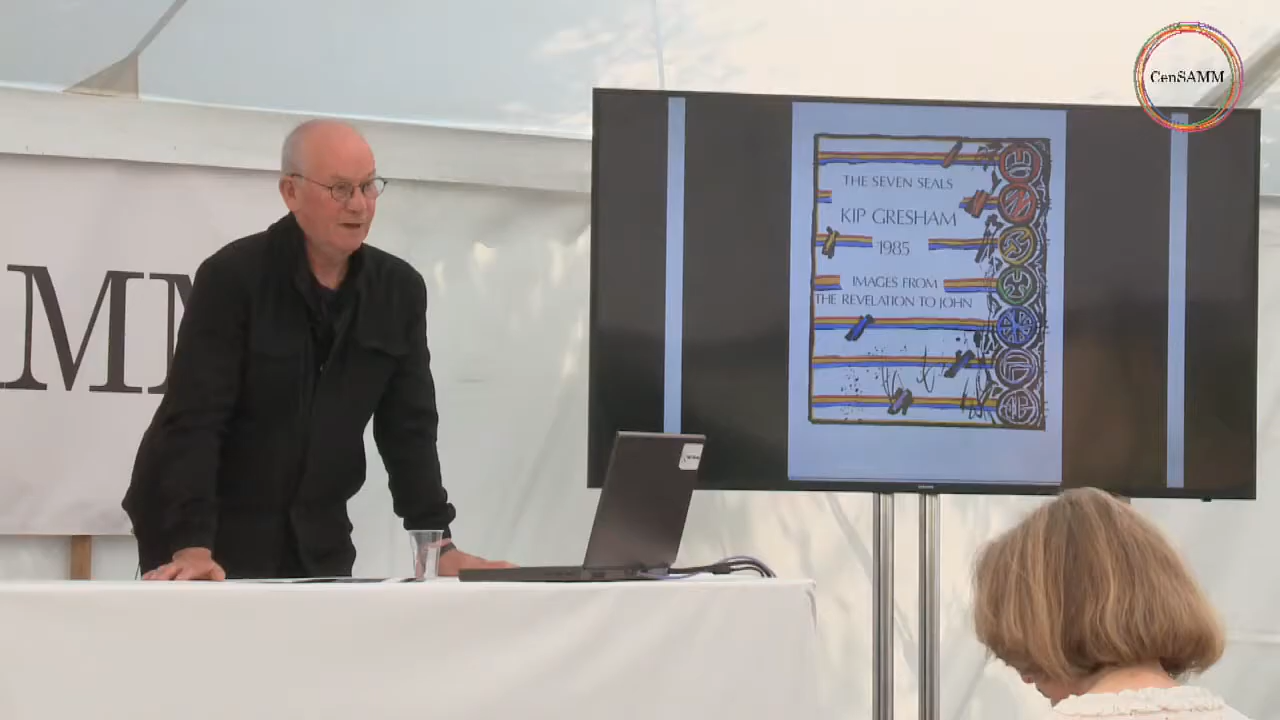 CenSAMM
THE SEVEN SEALS
KIP GRESHAM
1985
IMAGES FROM
THE REVELATION TO JOHN
MM